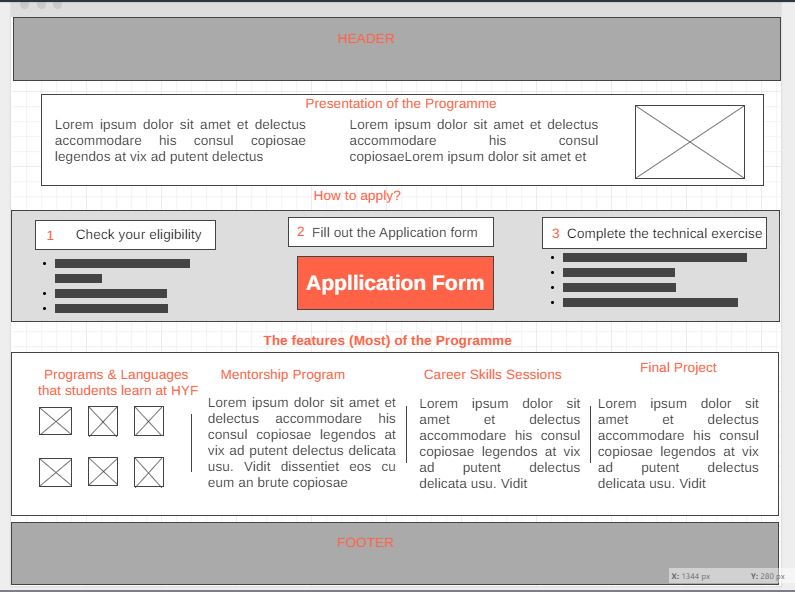 HEADER
Presentation of the Programme
Lorem ipsum dolor sit amet et delectus
accommodare his consul copiosae
legendos at vix ad putent delectus
Lorem ipsum dolor sit amet et delectus
accommodare his consul
copiosaeLorem ipsum dolor sit amet et
How to apply?
1 Check your eligibility
2 Fill out the Application form
3 Complete the technical exercise
Appllication Form
The features (Most) of the Programme
Programs & Languages
that students learn at HYF
Mentorship Program
Lorem ipsum dolor sit amet et
delectus accommodare his
consul copiosae legendos at
vix ad putent delectus delicata
usu. Vidit dissentiet eos cu
eum an brute copiosae
Career Skills Sessions
Lorem ipsum dolor sit
amet et delectus
accommodare his consul
copiosae legendos at vix
ad putent delectus
delicata usu. Vidit
Final Project
Lorem ipsum dolor sit
amet et delectus
accommodare his consul
copiosae legendos at vix
ad putent delectus
delicata usu. Vidit
FOOTER
X: 1344 px Y: 280 px